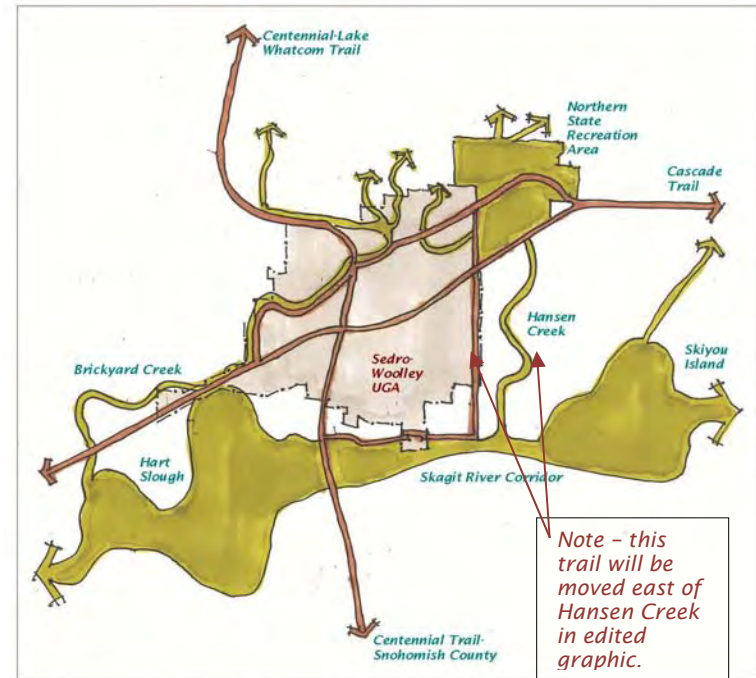 Centennial-Lake
Whatcom Trail
Northern
State
Recreation
Area
Cascade
Trail
Hansen
Creek
Skiyou
Island
Brickyard Creek
Sedro-
Woolley
UGA
Hart
Slough
Skagit River Corridor
Note – this
trail will be
moved east of
Hansen Creek
in edited
graphic.
Centennial Trail-
Snohomish County